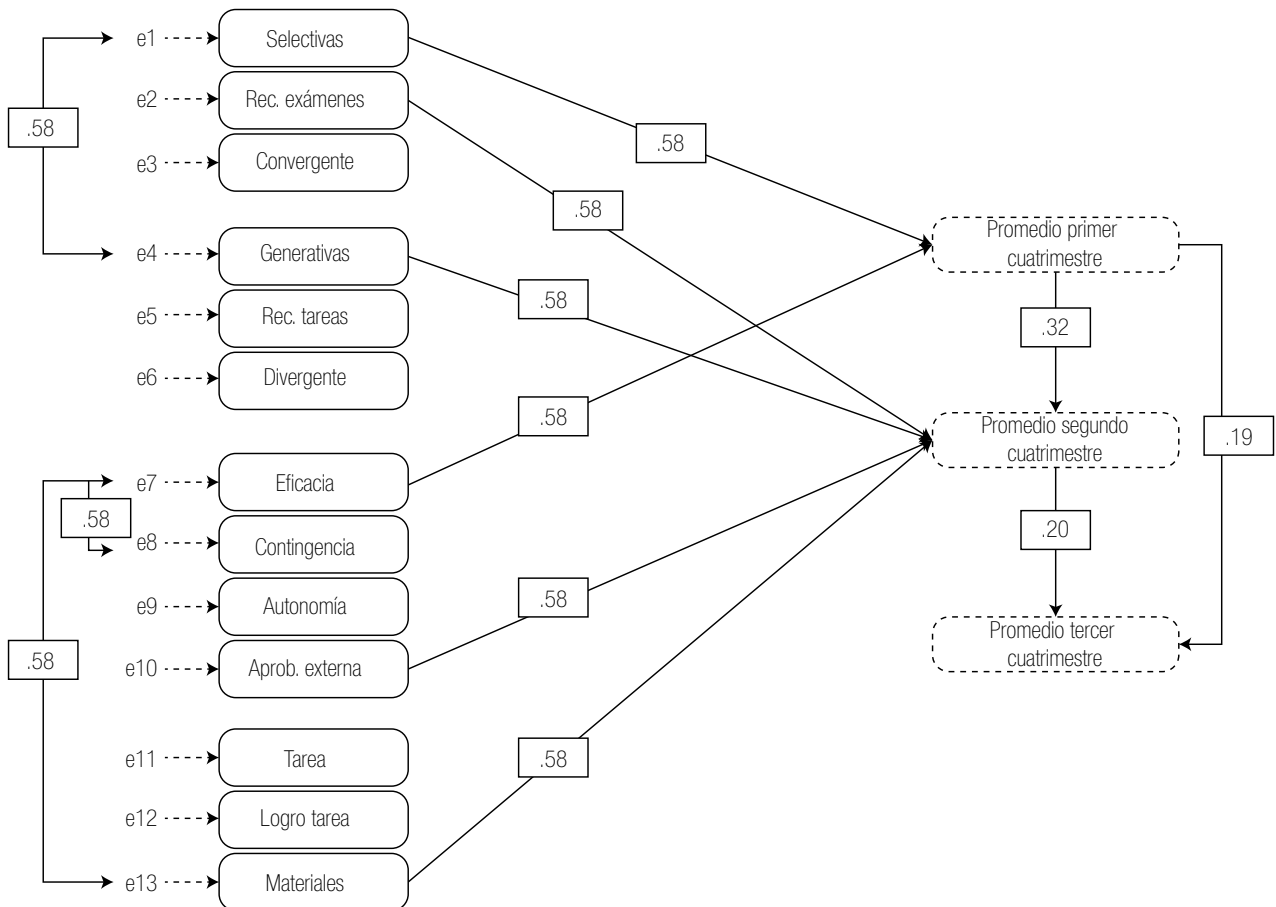 e1
Selectivas
e2
Rec. exámenes
.58
.58
e3
Convergente
.58
Promedio primer
cuatrimestre
e4
Generativas
.58
e5
Rec. tareas
.32
e6
Divergente
.58
Promedio segundo
cuatrimestre
.19
e7
Eficacia
.58
e8
Contingencia
.20
e9
Autonomía
.58
Promedio tercer
cuatrimestre
.58
e10
Aprob. externa
e11
Tarea
.58
e12
Logro tarea
e13
Materiales